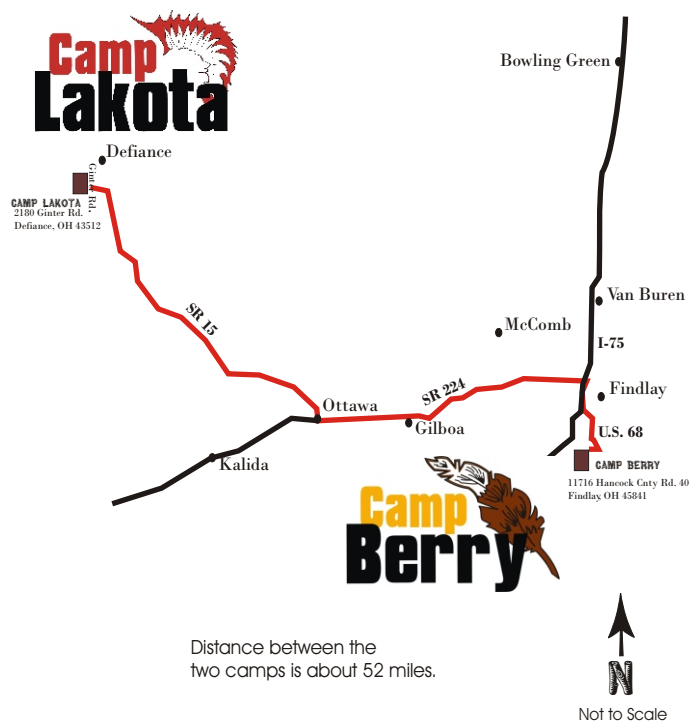 Camp
Lakota
Bowling Green
Defiance
Ginter Rd.
CAMP LAKOTA
2180 Ginter Rd.
Defiance, OH 43512
Van Buren
SR 15
McComb
I-75
SR 224
Findlay
Ottawa
Gilboa
U.S. 68
Kalida
CAMP BERRY
11716 Hancock Cnty Rd. 40
Findlay, OH 45841
Camp
Berry
Distance between the
two camps is about 52 miles.
N
Not to Scale